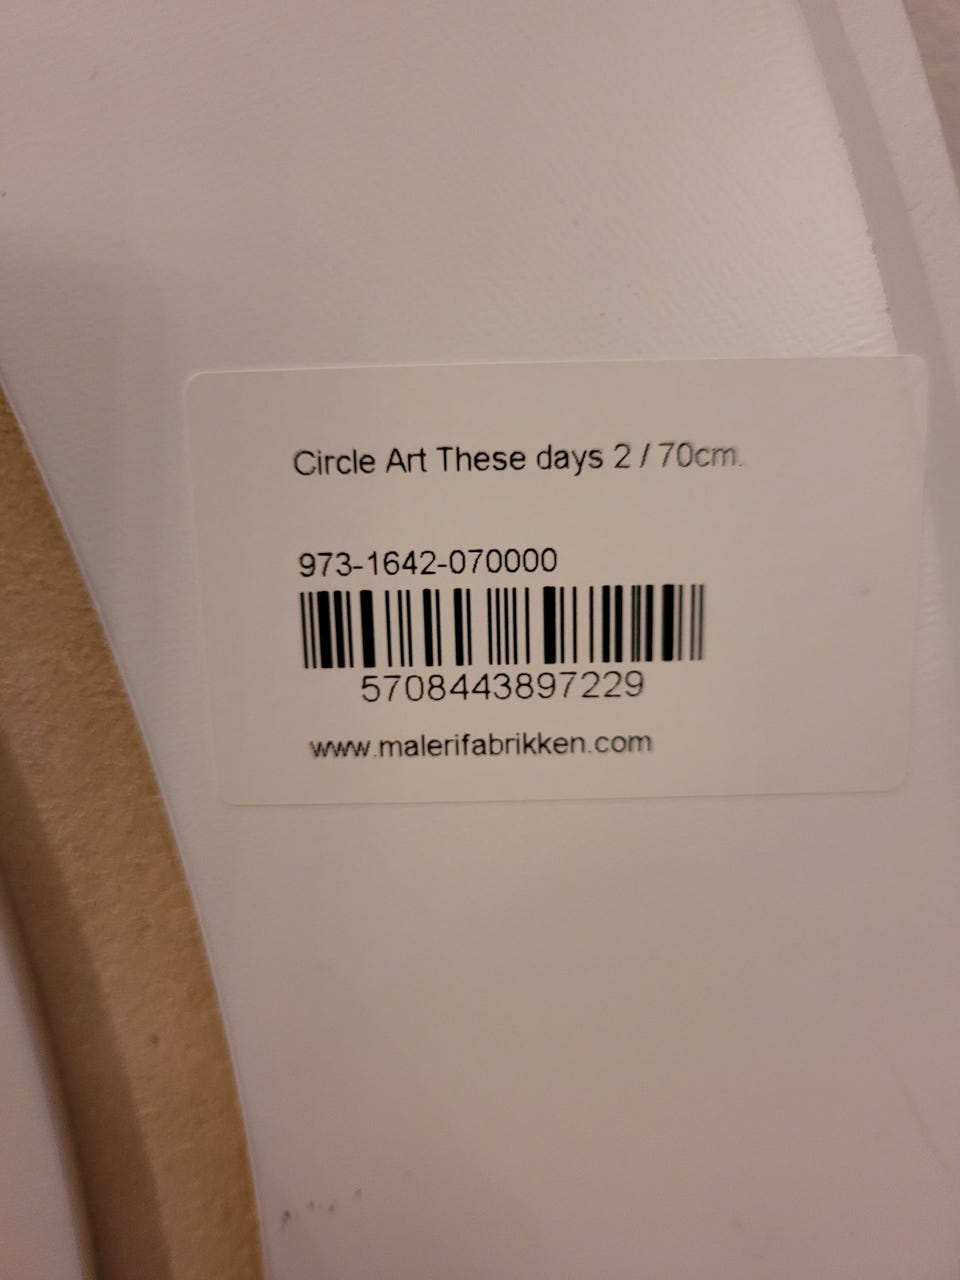 Circle Art These days 2 / 70cm.
973-1642-070000
5708443897229
www.malerifabrikken.com